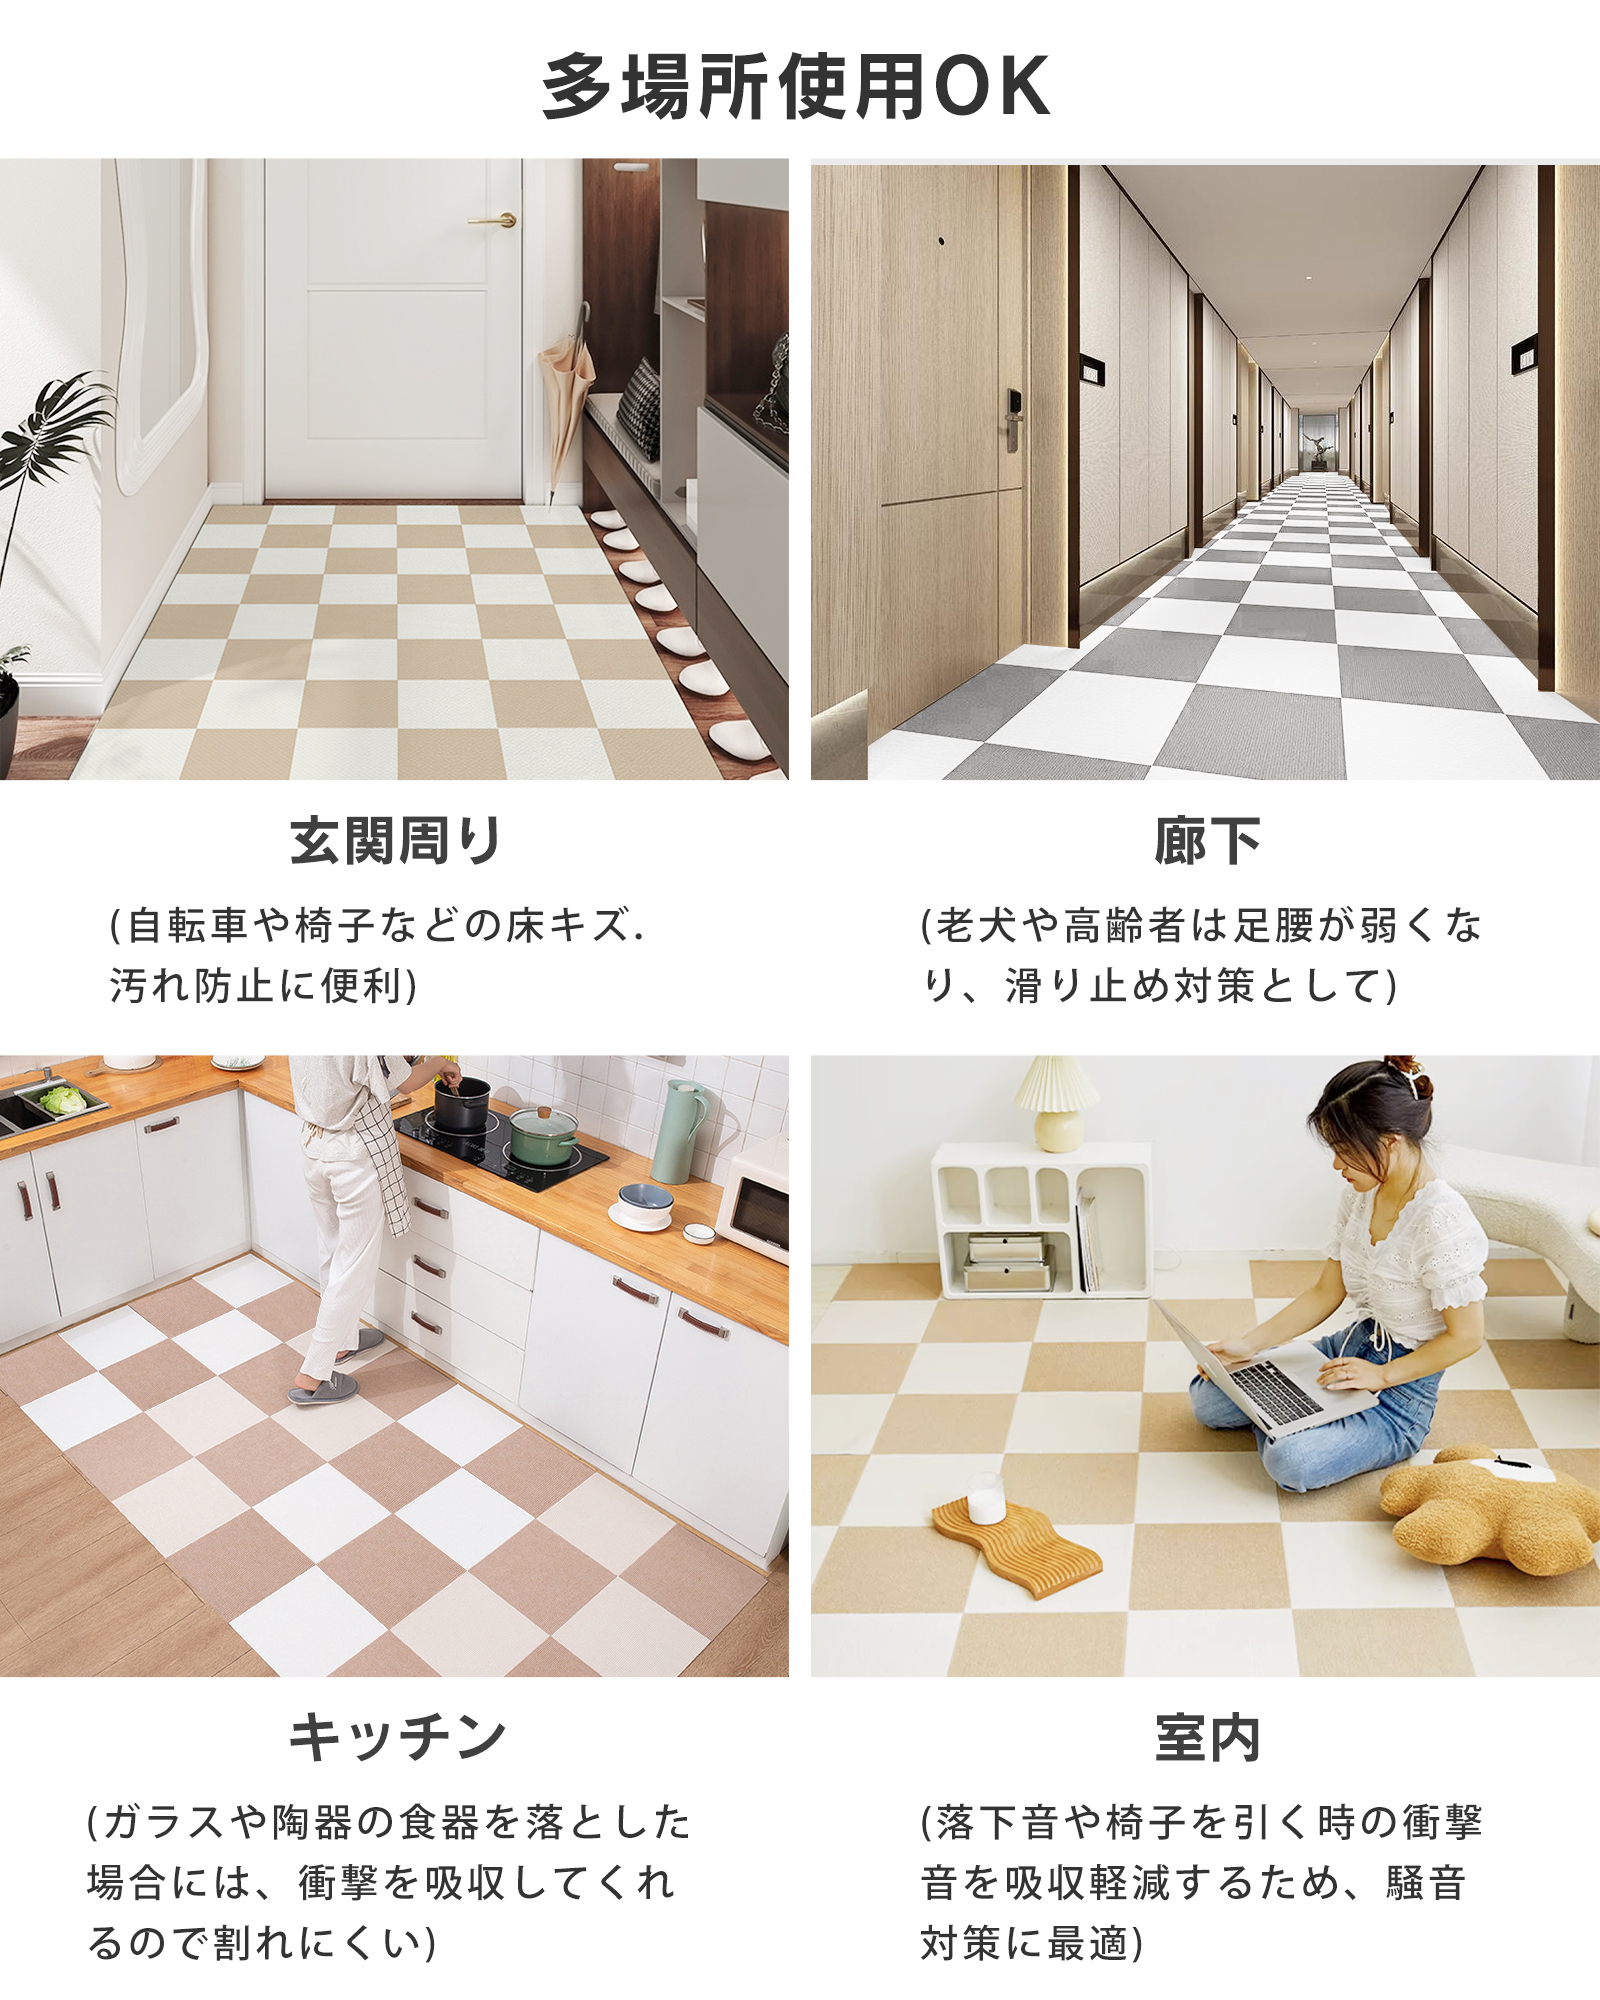 多場所使用OK
玄関周り
(自転車や椅子などの床キズ.
汚れ防止に便利)
廊下
(老犬や高齢者は足腰が弱くな
り、滑り止め対策として)
キッチン
(ガラスや陶器の食器を落とした
場合には、衝撃を吸収してくれ
るので割れにくい)
室内
(落下音や椅子を引く時の衝撃
音を吸収軽減するため、騒音
対策に最適)